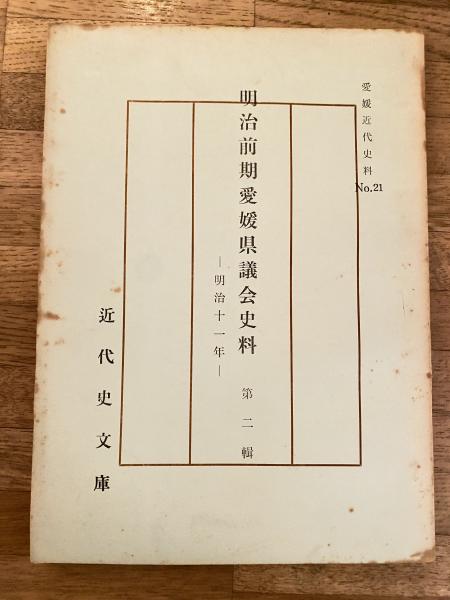 愛媛近代史料
No.21
明治前期愛媛県議会史料 第二輯
―明治十一年―
近代史文庫